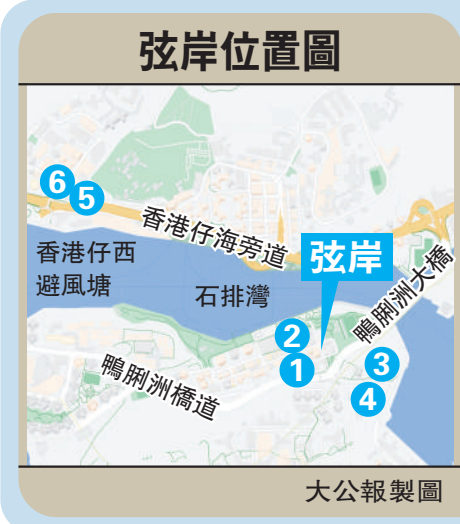 弦岸位置圖
6
5
香港仔海旁道
香港仔西
避風塘
石排灣
弦岸
鴨脷洲大橋
2
1
3
4
鴨脷洲橋道
大公報製圖